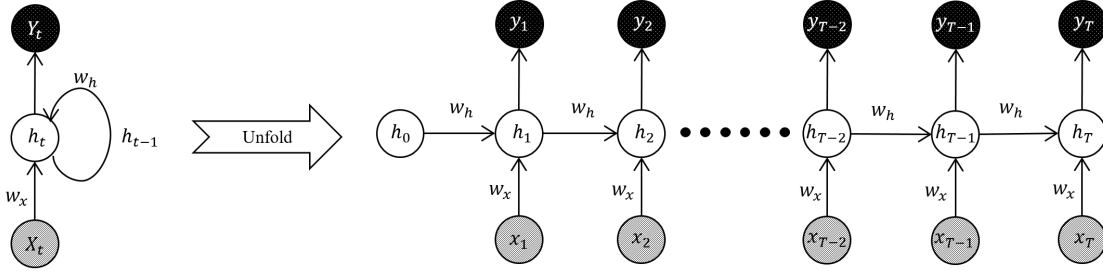 Y_t y_1 y_2 y_{T-2} y_{T-1} y_T
w_h
h_t h_{t-1} Unfold h_0 w_h h_1 w_h h_2 h_{T-2} w_h h_{T-1} w_h h_T
w_x w_x w_x w_x w_x w_x
X_t x_1 x_2 x_{T-2} x_{T-1} x_T